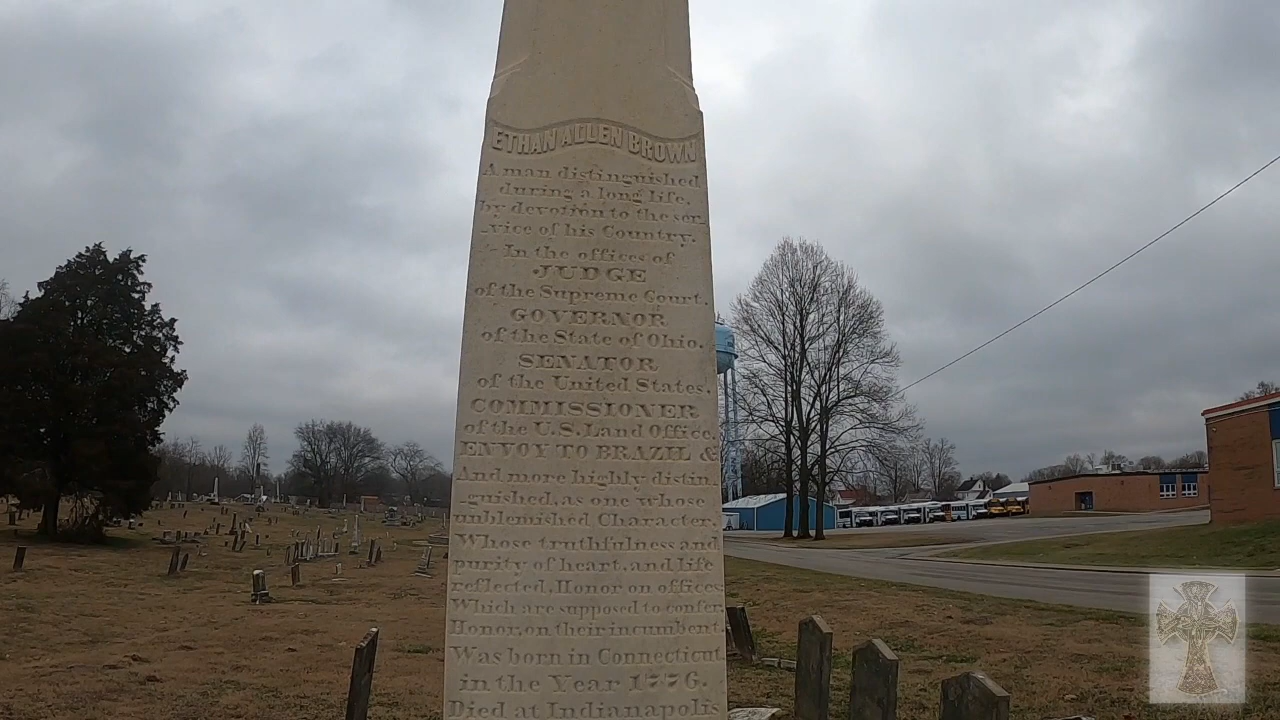 ETHAN ALLEN BROWN
A man distinguished
during a long life,
by devotion to the ser-
-vice of his Country.
In the offices of
JUDGE
of the Supreme Court.
GOVERNOR
of the State of Ohio.
SENATOR
of the United States.
COMMISSIONER
of the U.S. Land Office.
ENVOY TO BRAZIL &
And more highly distin
-guished, as one whose
unblemished Character,
Whose truthfulness and
purity of heart, and life
reflected, Honor on offices
Which are supposed to confer
Honor, on their incumbent.
Was born in Connecticut
in the Year 1776.
Died at Indianapolis